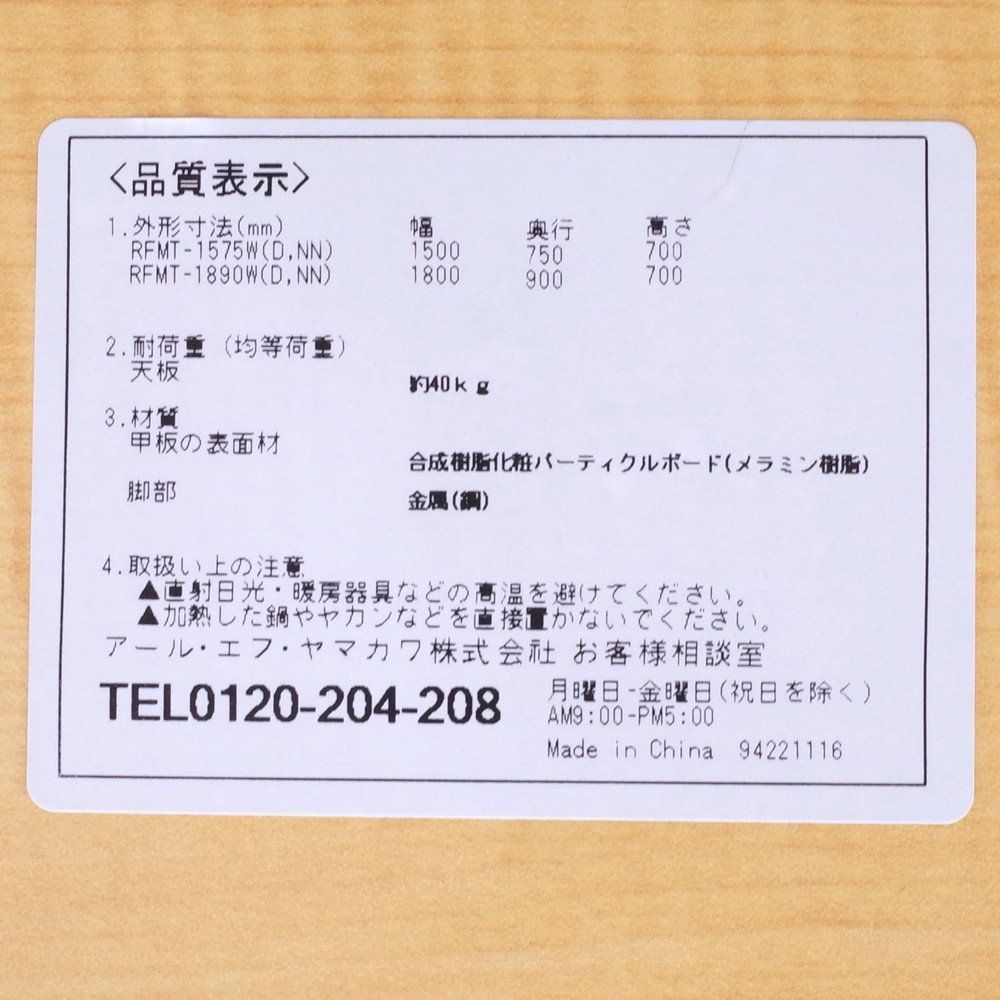 〈品質表示〉
1.外形寸法(mm) 幅 奥行 高さ
RFMT-1575W(D,NN) 1500 750 700
RFMT-1890W(D,NN) 1800 900 700
2.耐荷重（均等荷重）
天板 約40kg
3.材質
甲板の表面材 合成樹脂化粧パーティクルボード(メラミン樹脂)
脚部 金属(鋼)
4.取扱い上の注意
▲直射日光・暖房器具などの高温を避けてください。
▲加熱した鍋やヤカンなどを直接置かないでください。
アール・エフ・ヤマカワ株式会社 お客様相談室
TEL0120-204-208 月曜日-金曜日(祝日を除く)
AM9:00-PM5:00
Made in China 94221116